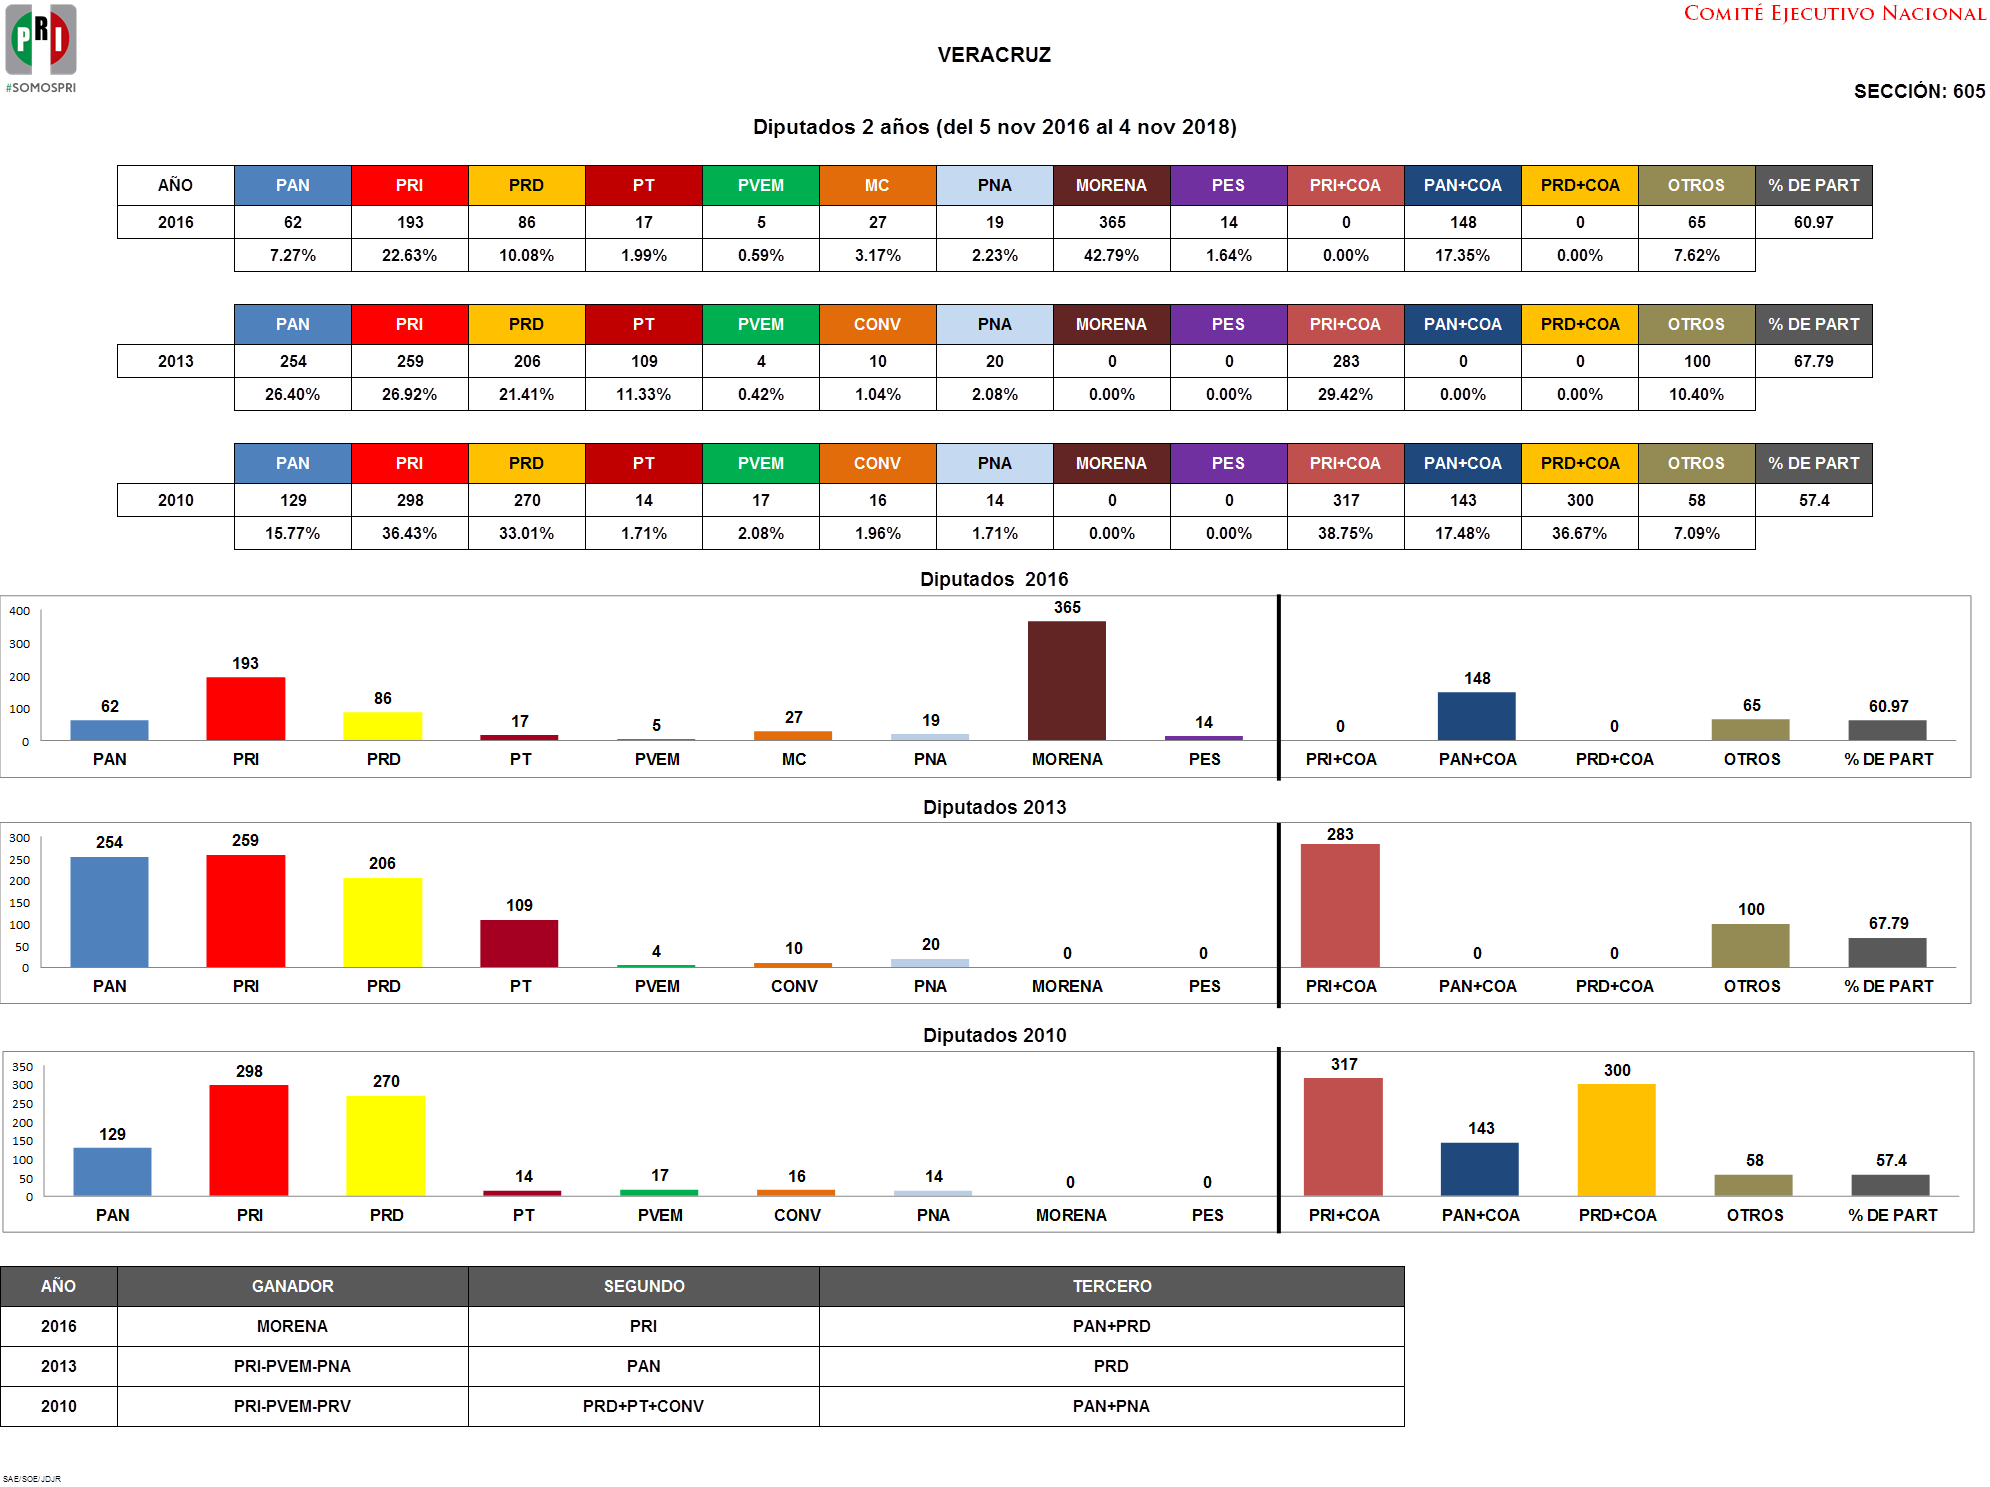 PRI
#SOMOSPRI
COMITÉ EJECUTIVO NACIONAL
VERACRUZ
SECCIÓN: 605
Diputados 2 años (del 5 nov 2016 al 4 nov 2018)
AÑO PAN PRI PRD PT PVEM MC PNA MORENA PES PRI+COA PAN+COA PRD+COA OTROS % DE PART
2016 62 193 86 17 5 27 19 365 14 0 148 0 65 60.97
7.27% 22.63% 10.08% 1.99% 0.59% 3.17% 2.23% 42.79% 1.64% 0.00% 17.35% 0.00% 7.62%
PAN PRI PRD PT PVEM CONV PNA MORENA PES PRI+COA PAN+COA PRD+COA OTROS % DE PART
2013 254 259 206 109 4 10 20 0 0 283 0 0 100 67.79
26.40% 26.92% 21.41% 11.33% 0.42% 1.04% 2.08% 0.00% 0.00% 29.42% 0.00% 0.00% 10.40%
PAN PRI PRD PT PVEM CONV PNA MORENA PES PRI+COA PAN+COA PRD+COA OTROS % DE PART
2010 129 298 270 14 17 16 14 0 0 317 143 300 58 57.4
15.77% 36.43% 33.01% 1.71% 2.08% 1.96% 1.71% 0.00% 0.00% 38.75% 17.48% 36.67% 7.09%
Diputados 2016
400
300
200
100
0
62 193 86 17 5 27 19 365 14 0 148 0 65 60.97
PAN PRI PRD PT PVEM MC PNA MORENA PES PRI+COA PAN+COA PRD+COA OTROS % DE PART
Diputados 2013
300
250
200
150
100
50
0
254 259 206 109 4 10 20 0 0 283 0 0 100 67.79
PAN PRI PRD PT PVEM CONV PNA MORENA PES PRI+COA PAN+COA PRD+COA OTROS % DE PART
Diputados 2010
350
300
250
200
150
100
50
0
129 298 270 14 17 16 14 0 0 317 143 300 58 57.4
PAN PRI PRD PT PVEM CONV PNA MORENA PES PRI+COA PAN+COA PRD+COA OTROS % DE PART
AÑO GANADOR SEGUNDO TERCERO
2016 MORENA PRI PAN+PRD
2013 PRI-PVEM-PNA PAN PRD
2010 PRI-PVEM-PRV PRD+PT+CONV PAN+PNA
SAE/SOE/JDJR